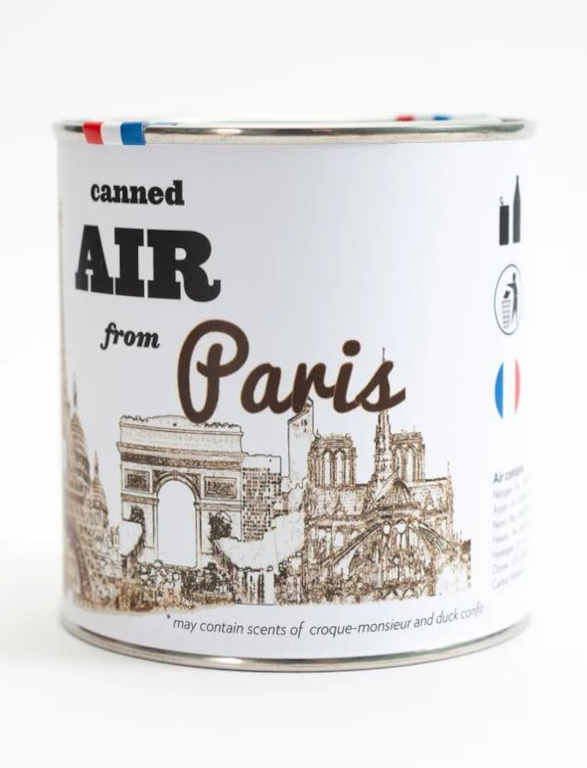 canned
AIR
from
Paris
* may contain scents of croque-monsieur and duck confit
Air contains